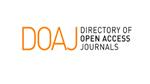 DOAJ DIRECTORY OF
OPEN ACCESS
JOURNALS